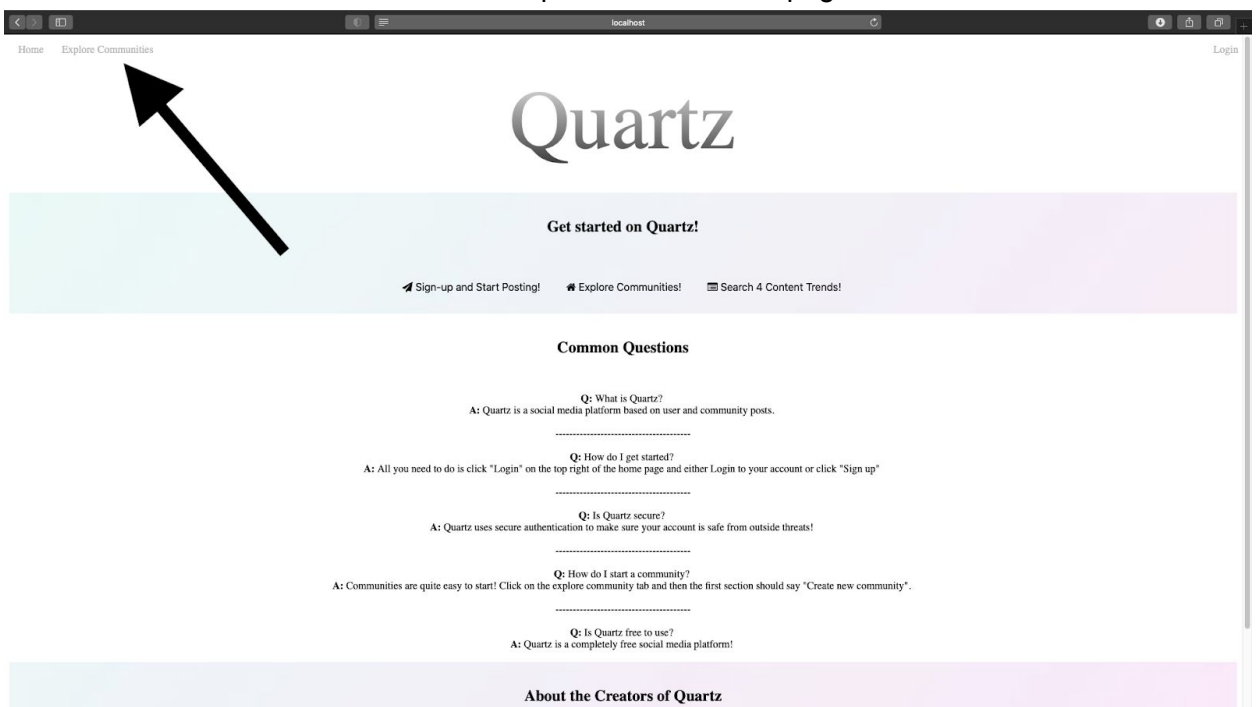 localhost
Home Explore Communities Login
Quartz
Get started on Quartz!
Sign-up and Start Posting! Explore Communities! Search 4 Content Trends!
Common Questions
Q: What is Quartz?
A: Quartz is a social media platform based on user and community posts.
---------------------------------------
Q: How do I get started?
A: All you need to do is click "Login" on the top right of the home page and either Login to your account or click "Sign up"
---------------------------------------
Q: Is Quartz secure?
A: Quartz uses secure authentication to make sure your account is safe from outside threats!
---------------------------------------
Q: How do I start a community?
A: Communities are quite easy to start! Click on the explore community tab and then the first section should say "Create new community".
---------------------------------------
Q: Is Quartz free to use?
A: Quartz is a completely free social media platform!
About the Creators of Quartz